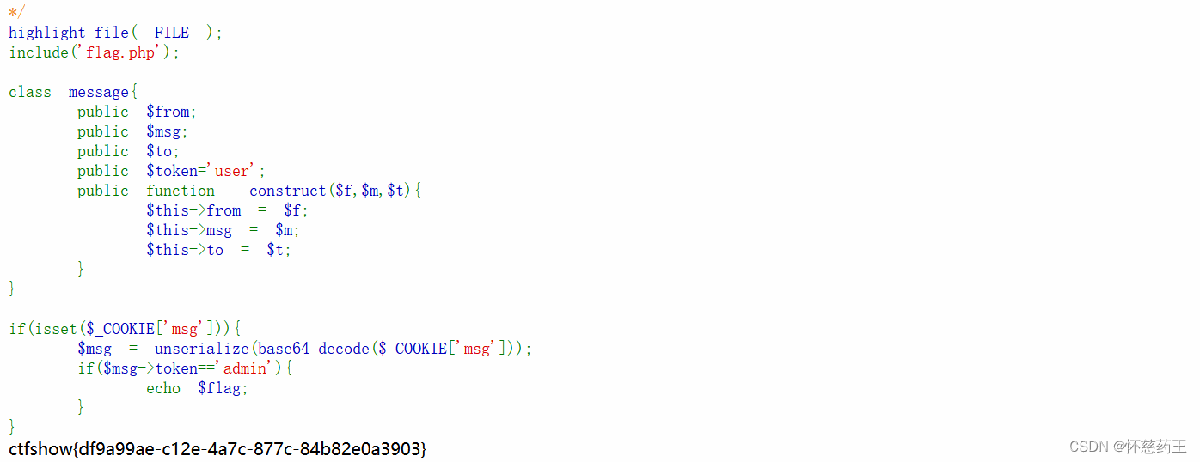 */
highlight_file(__FILE__);
include('flag.php');
class message{
public $from;
public $msg;
public $to;
public $token='user';
public function __construct($f,$m,$t){
$this->from = $f;
$this->msg = $m;
$this->to = $t;
}
}
if(isset($_COOKIE['msg'])){
$msg = unserialize(base64_decode($_COOKIE['msg']));
if($msg->token=='admin'){
echo $flag;
}
}
ctfshow{df9a99ae-c12e-4a7c-877c-84b82e0a3903}
CSDN @怀慈药王